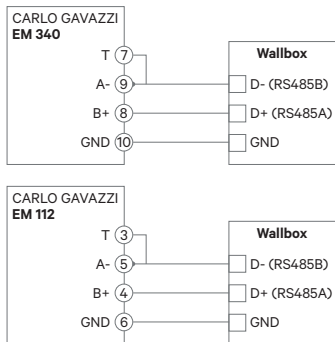 CARLO GAVAZZI
EM 340
T 7
Wallbox
A- 9 D- (RS485B)
B+ 8 D+ (RS485A)
GND 10 GND
CARLO GAVAZZI
EM 112
T 3
Wallbox
A- 5 D- (RS485B)
B+ 4 D+ (RS485A)
GND 6 GND